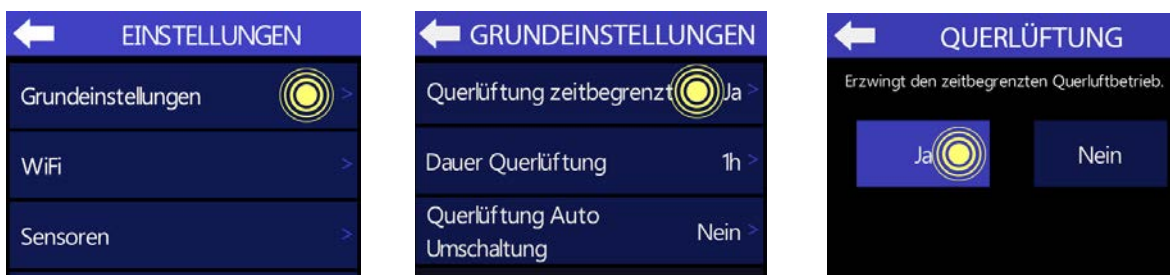 EINSTELLUNGEN
Grundeinstellungen >
WiFi >
Sensoren >
GRUNDEINSTELLUNGEN
Querlüftung zeitbegrenzt Ja >
Dauer Querlüftung 1h >
Querlüftung Auto
Umschaltung Nein >
QUERLÜFTUNG
Erzwingt den zeitbegrenzten Querluftbetrieb.
Ja Nein